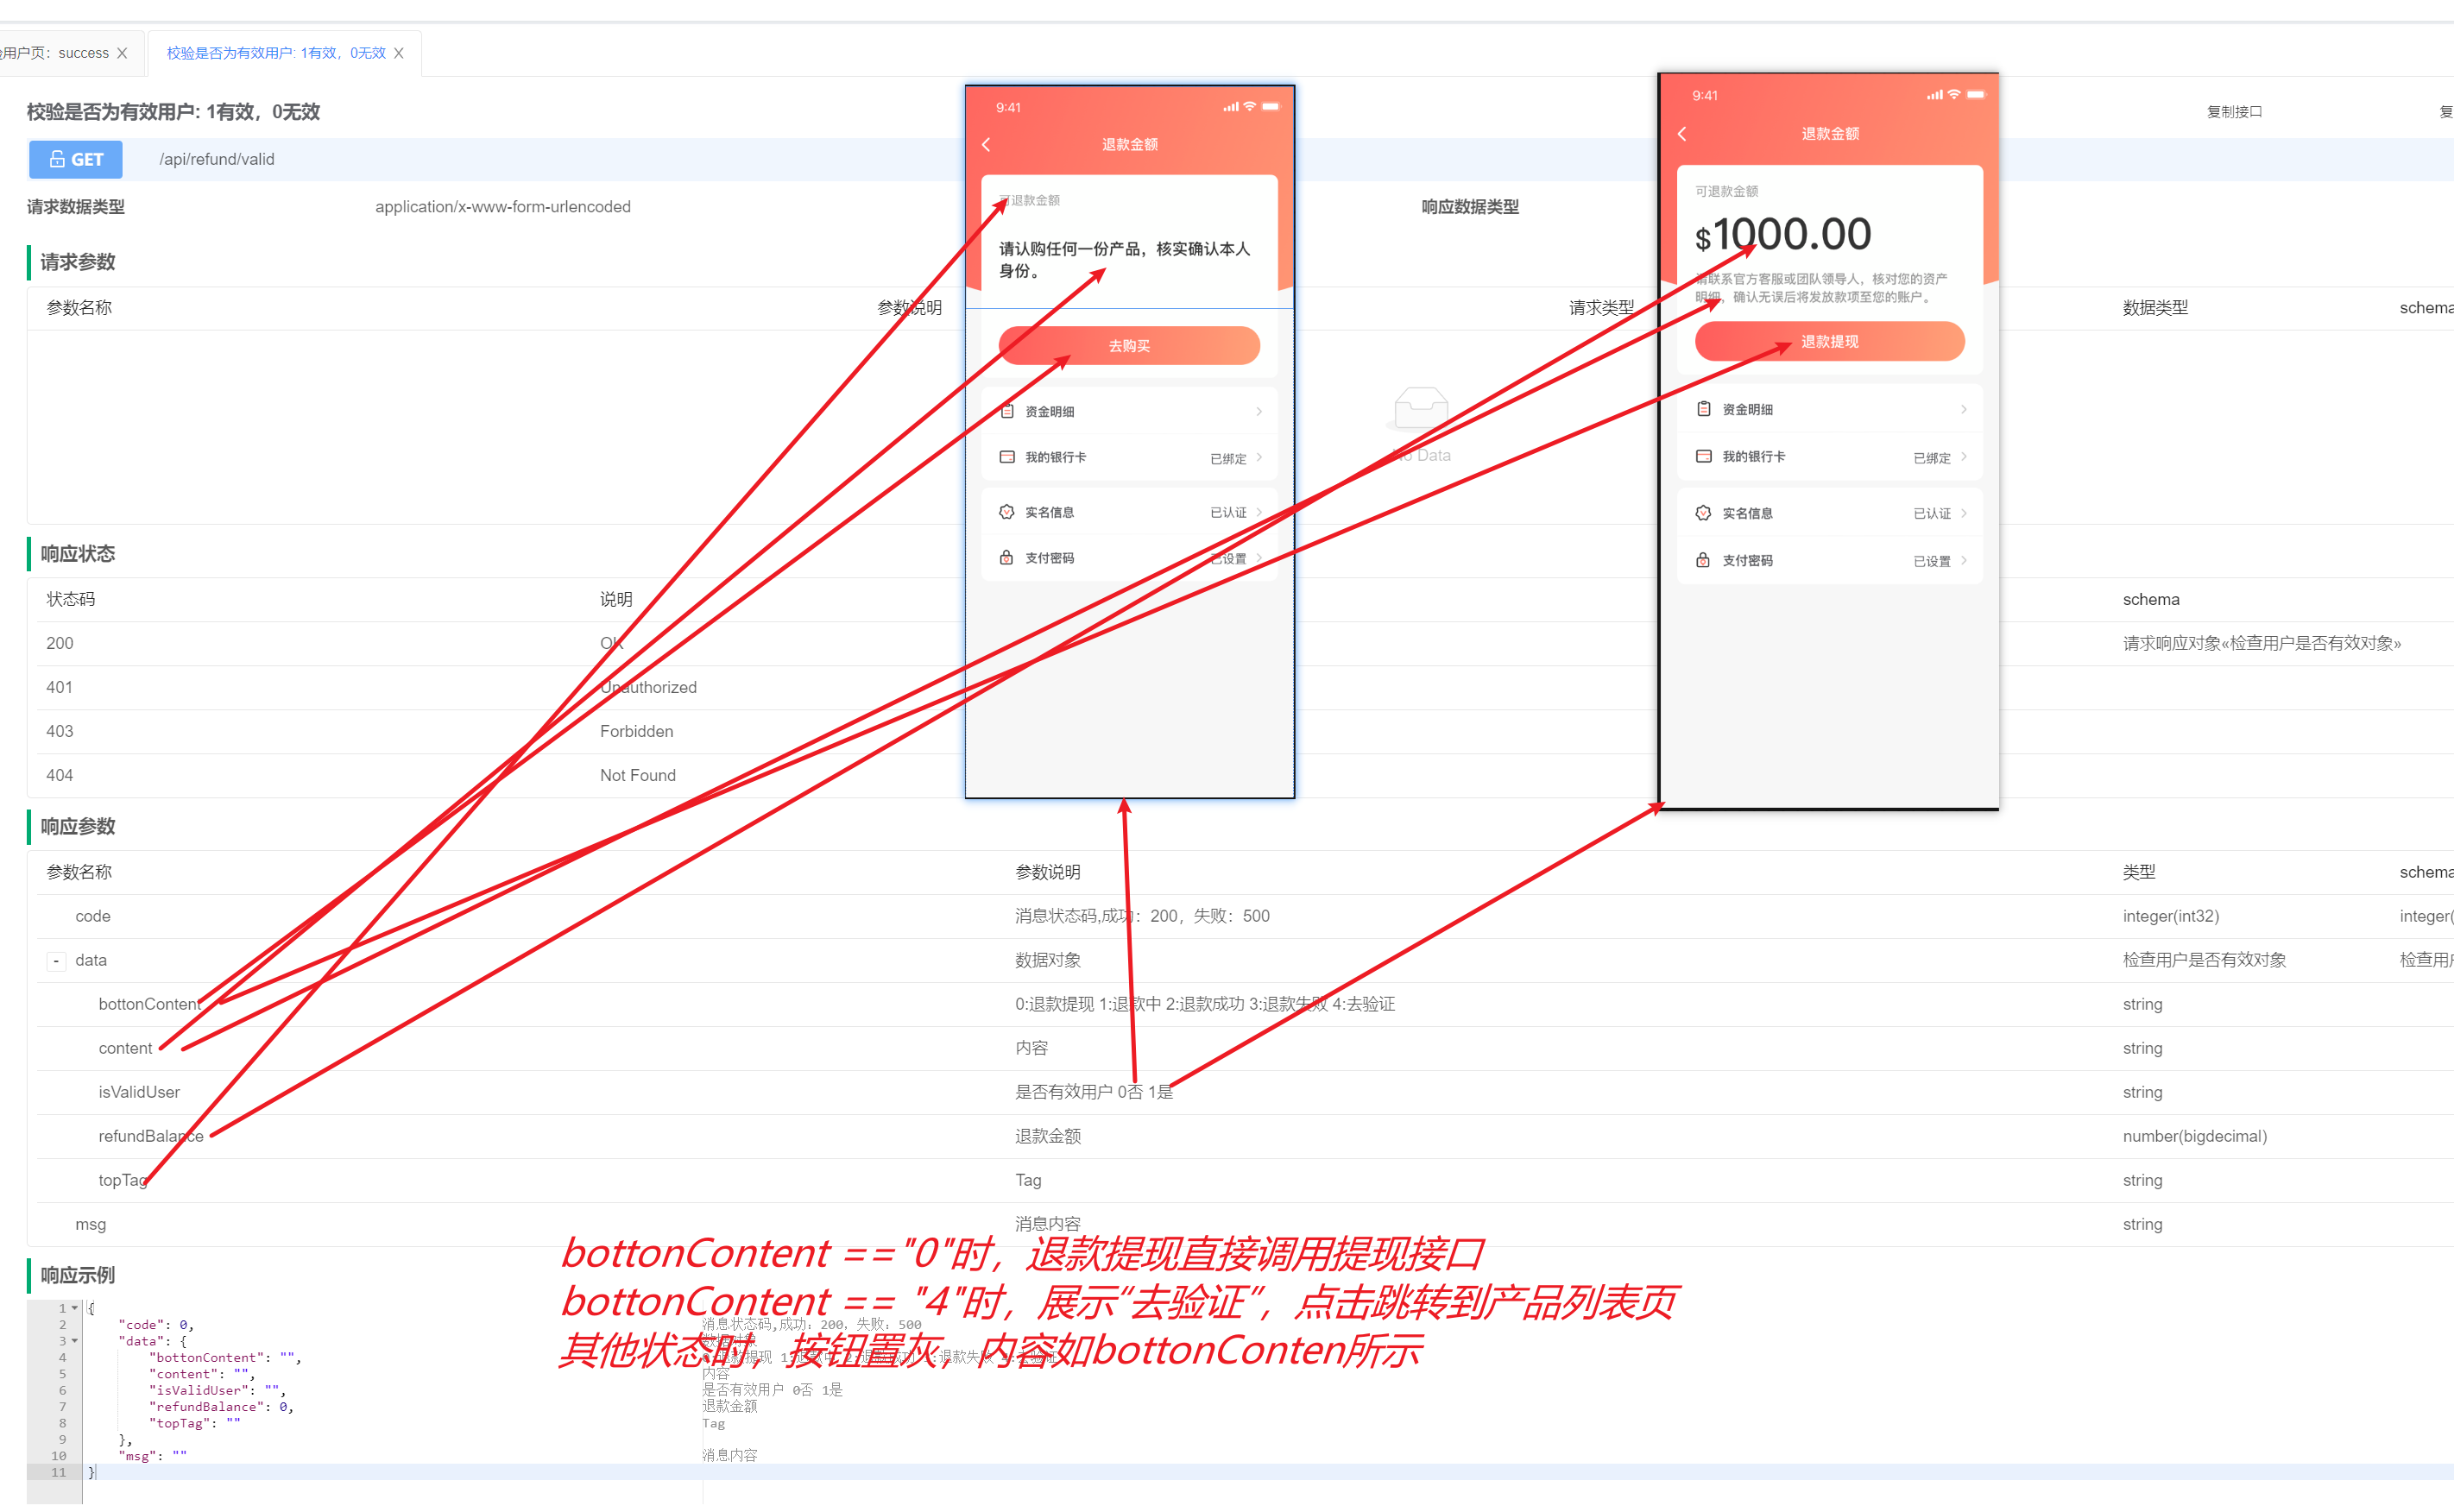 验用户页：success
校验是否为有效用户: 1有效，0无效
校验是否为有效用户: 1有效，0无效
复制接口
复
GET /api/refund/valid
请求数据类型 application/x-www-form-urlencoded 响应数据类型
请求参数
参数名称 参数说明 请求类型 数据类型 schema
No Data
响应状态
状态码 说明 schema
200 OK 请求响应对象«检查用户是否有效对象»
401 Unauthorized
403 Forbidden
404 Not Found
响应参数
参数名称 参数说明 类型 schema
code 消息状态码,成功：200，失败：500 integer(int32) integer(
- data 数据对象 检查用户是否有效对象 检查用户
bottonContent 0:退款提现 1:退款中 2:退款成功 3:退款失败 4:去验证 string
content 内容 string
isValidUser 是否有效用户 0否 1是 string
refundBalance 退款金额 number(bigdecimal)
topTag Tag string
msg 消息内容 string
9:41
退款金额
可退款金额
请认购任何一份产品，核实确认本人
身份。
去购买
资金明细
我的银行卡 已绑定
实名信息 已认证
支付密码 已设置
9:41
退款金额
可退款金额
$1000.00
请联系官方客服或团队领导人，核对您的资产
明细，确认无误后将发放款项至您的账户。
退款提现
资金明细
我的银行卡 已绑定
实名信息 已认证
支付密码 已设置
bottonContent =="0"时，退款提现直接调用提现接口
bottonContent == "4"时，展示“去验证”，点击跳转到产品列表页
其他状态时，按钮置灰，内容如bottonConten所示
响应示例
1 {
2 "code": 0, 消息状态码,成功：200，失败：500
3 "data": { 数据对象
4 "bottonContent": "", 0:退款提现 1:退款中 2:退款成功 3:退款失败 4:去验证
5 "content": "", 内容
6 "isValidUser": "", 是否有效用户 0否 1是
7 "refundBalance": 0, 退款金额
8 "topTag": "" Tag
9 },
10 "msg": "" 消息内容
11 }